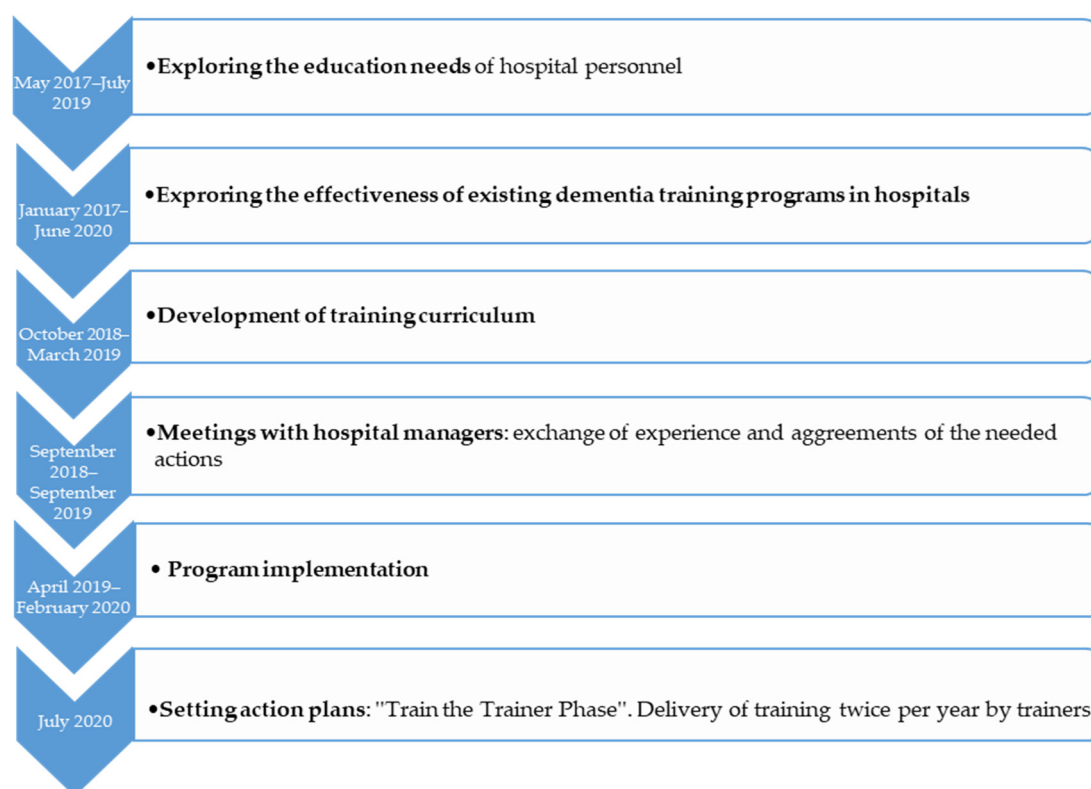 May 2017–July
2019
•Exploring the education needs of hospital personnel
January 2017–
June 2020
•Exproring the effectiveness of existing dementia training programs in hospitals
October 2018–
March 2019
•Development of training curriculum
September
2018–
September
2019
•Meetings with hospital managers: exchange of experience and aggreements of the needed
actions
April 2019–
February 2020
• Program implementation
July 2020
•Setting action plans: "Train the Trainer Phase". Delivery of training twice per year by trainers